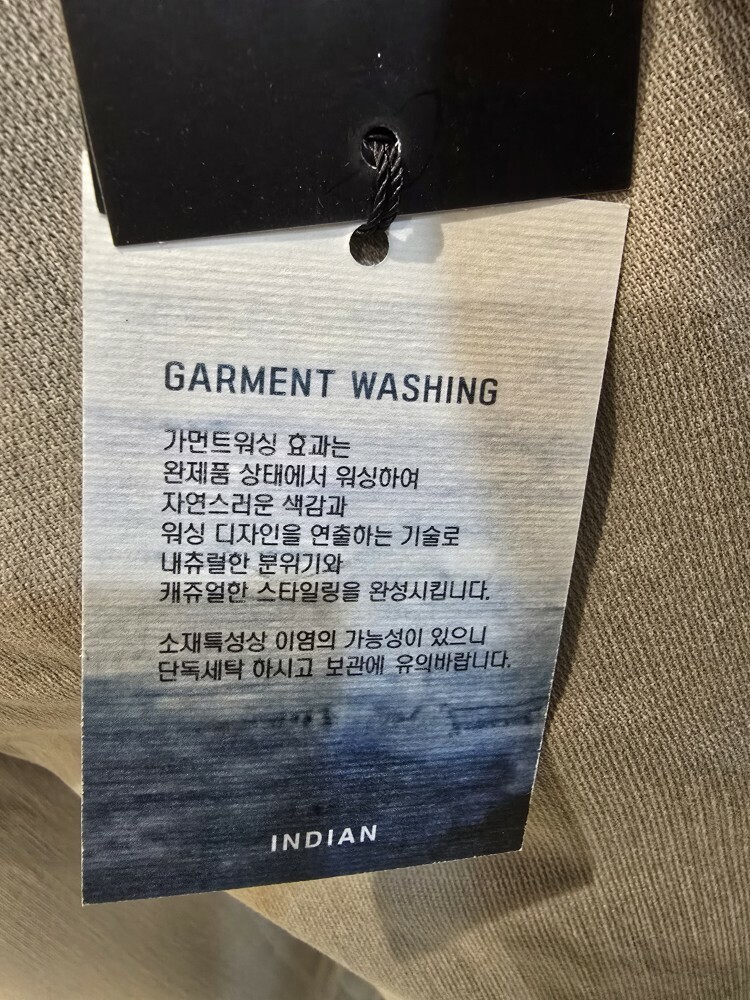 GARMENT WASHING
가먼트워싱 효과는
완제품 상태에서 워싱하여
자연스러운 색감과
워싱 디자인을 연출하는 기술로
내츄럴한 분위기와
캐쥬얼한 스타일링을 완성시킵니다.
소재특성상 이염의 가능성이 있으니
단독세탁 하시고 보관에 유의바랍니다.
INDIAN